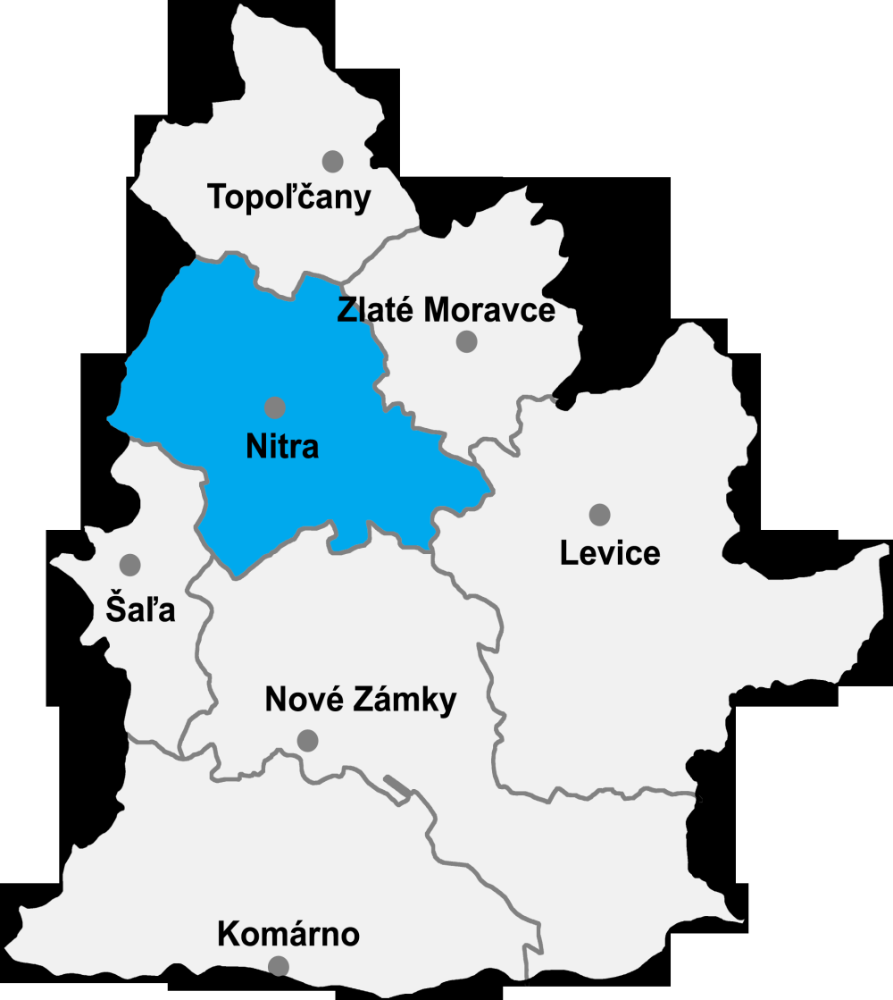 Topoľčany
Zlaté Moravce
Nitra
Levice
Šaľa
Nové Zámky
Komárno